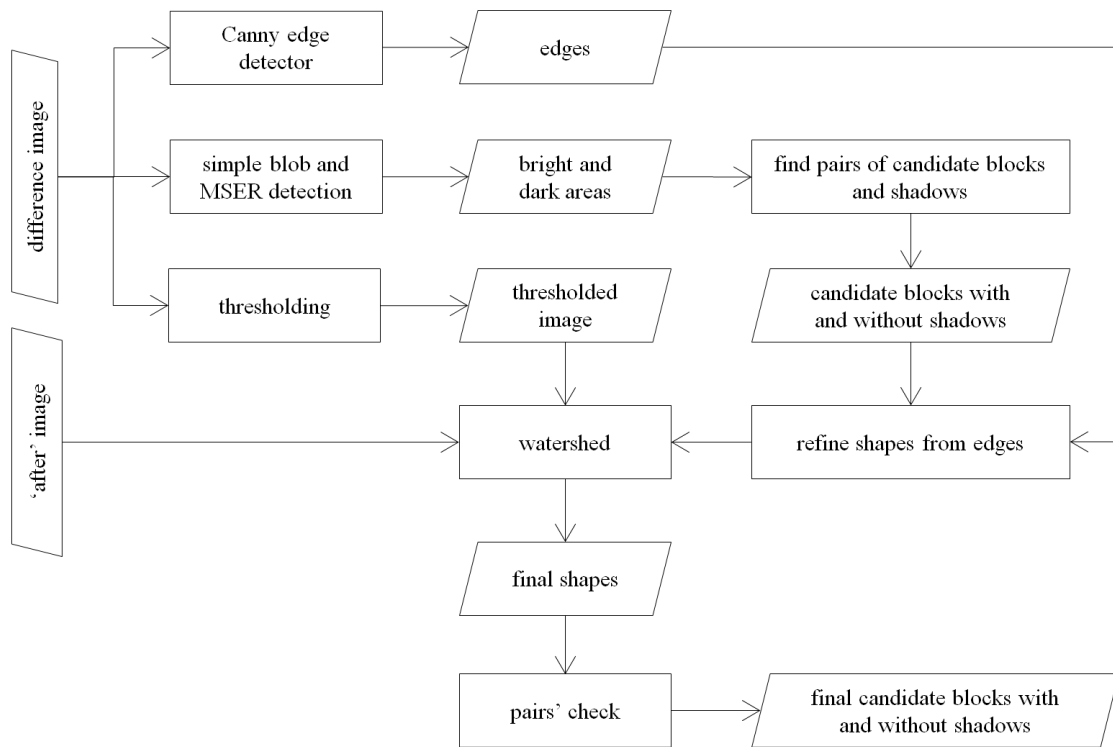 difference image
Canny edge
detector
edges
simple blob and
MSER detection
bright and
dark areas
find pairs of candidate blocks
and shadows
thresholding
thresholded
image
candidate blocks with
and without shadows
‘after’ image
watershed
refine shapes from edges
final shapes
pairs’ check
final candidate blocks with
and without shadows